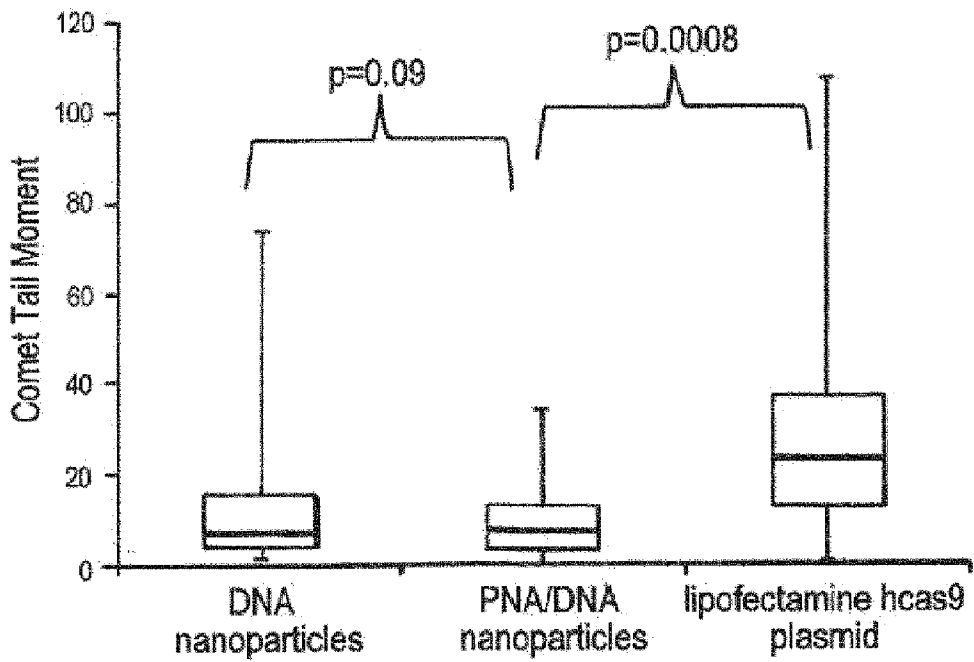 120
100
80
60
40
20
0
Comet Tail Moment
p=0.09
p=0.0008
DNA
nanoparticles
PNA/DNA
nanoparticles
lipofectamine hcas9
plasmid